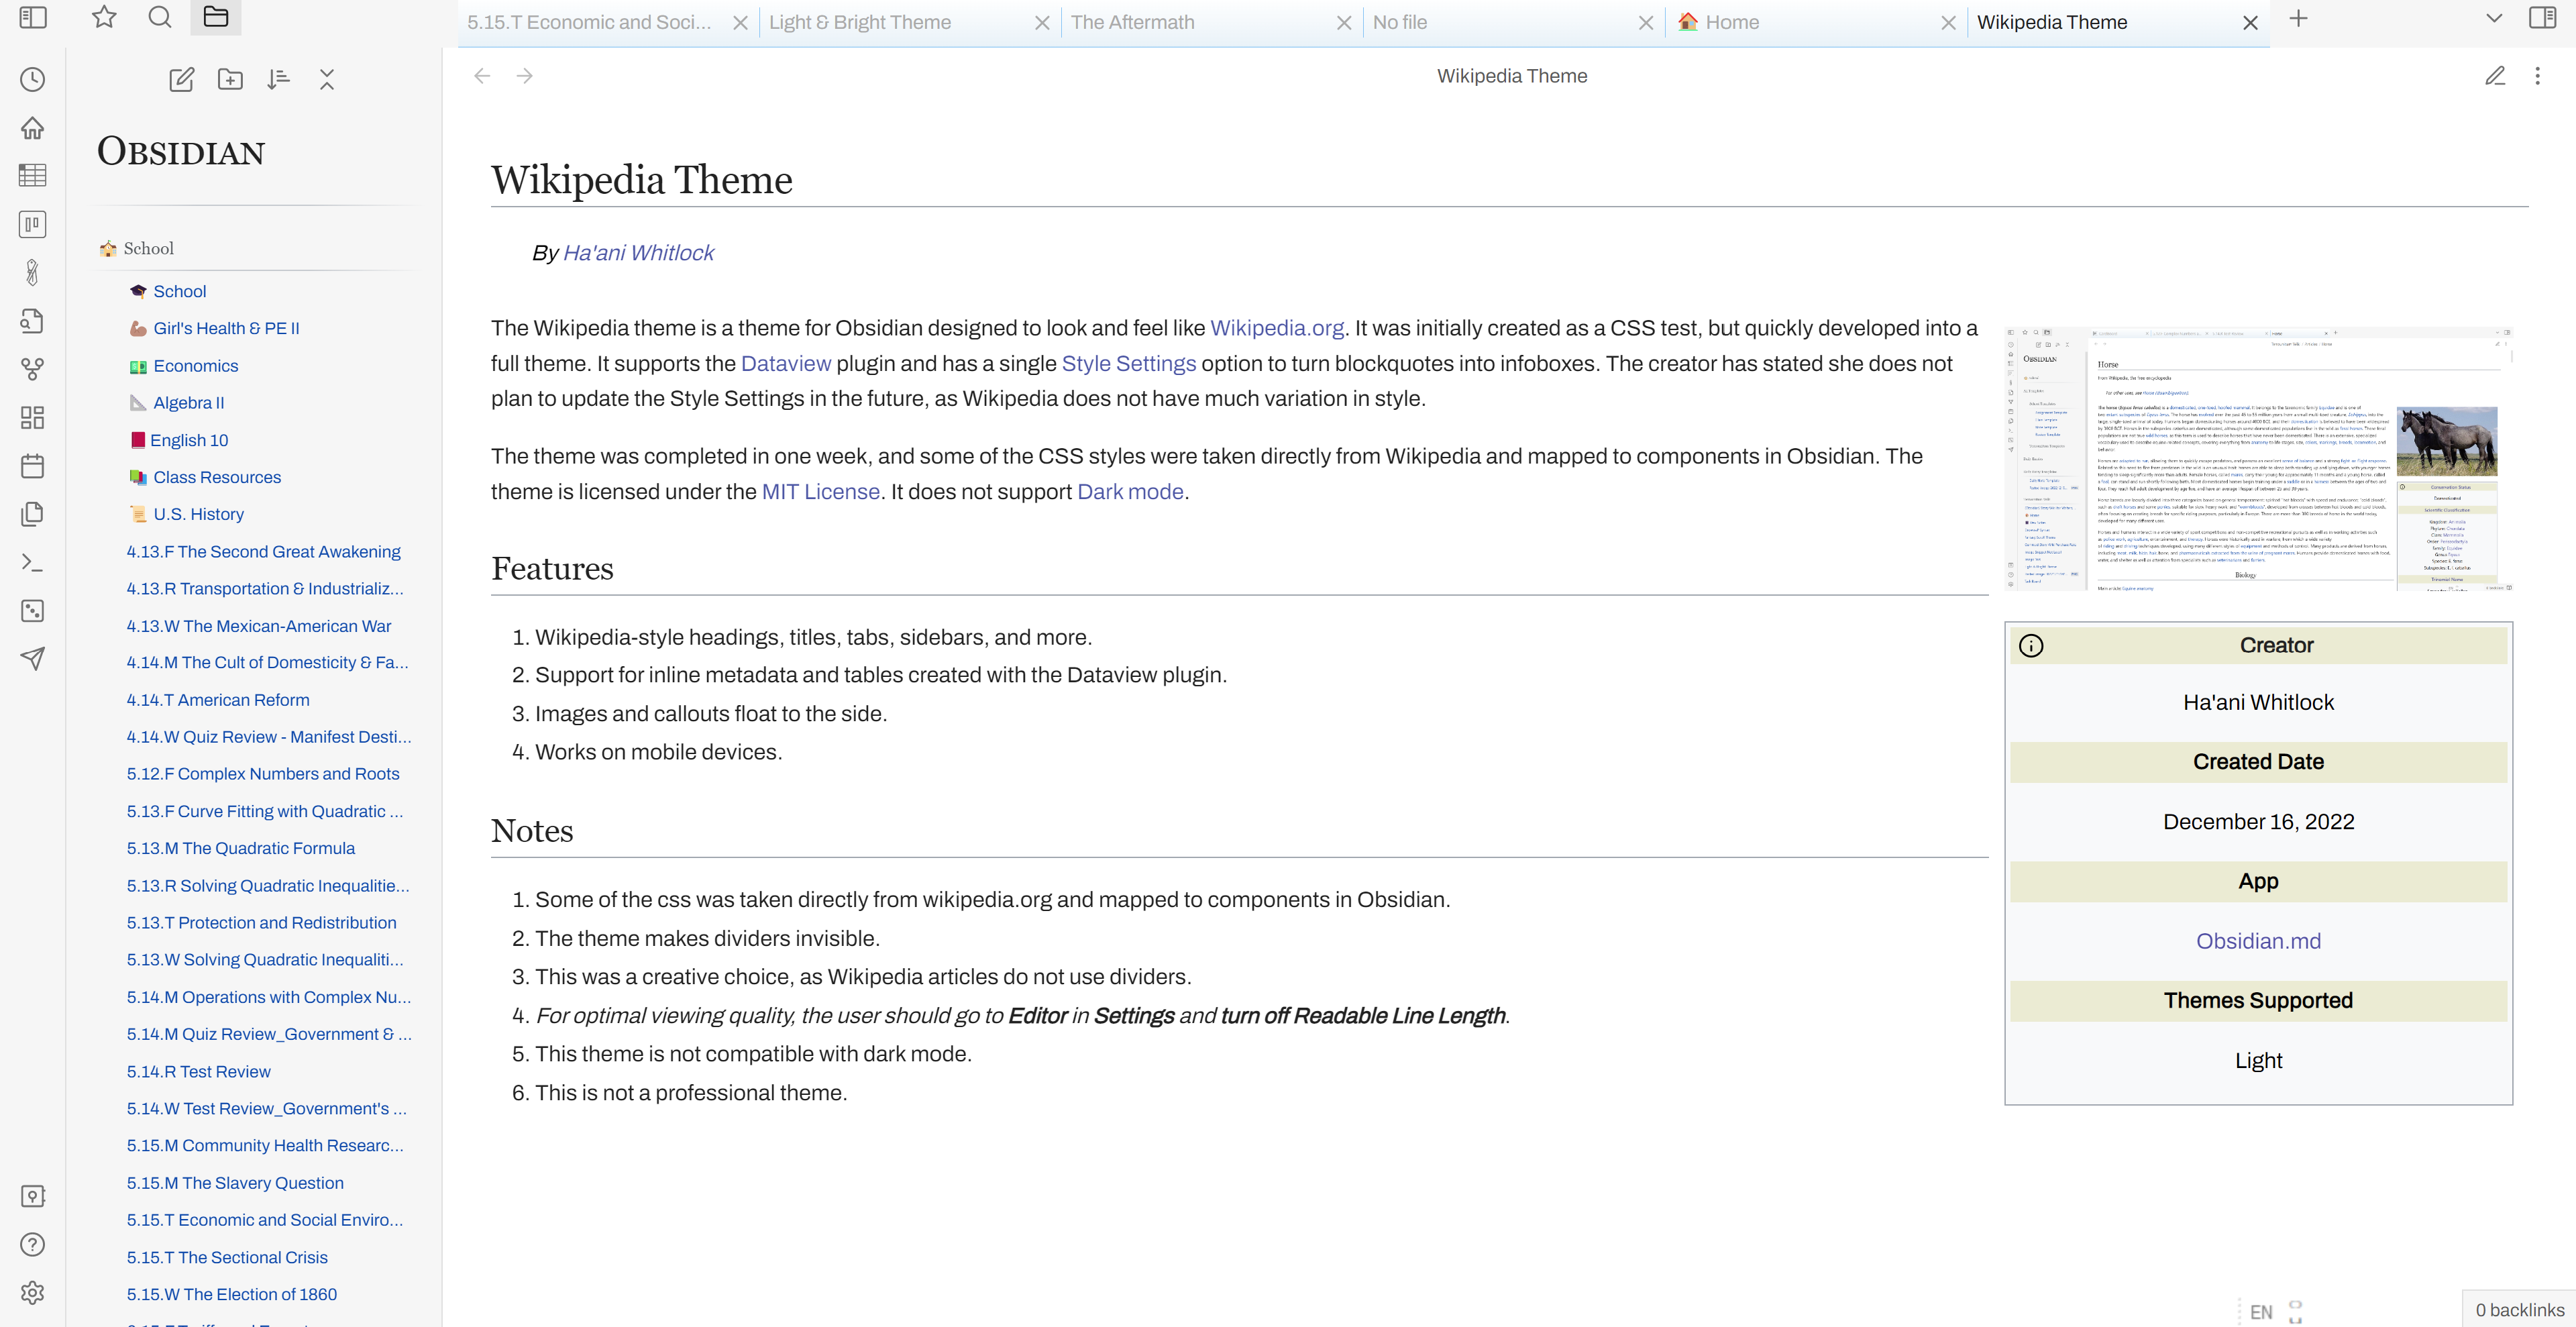 5.15.T Economic and Soci...
Light & Bright Theme
The Aftermath
No file
Home
Wikipedia Theme
Wikipedia Theme
OBSIDIAN
School
School
Girl's Health & PE II
Economics
Algebra II
English 10
Class Resources
U.S. History
4.13.F The Second Great Awakening
4.13.R Transportation & Industrializ...
4.13.W The Mexican-American War
4.14.M The Cult of Domesticity & Fa...
4.14.T American Reform
4.14.W Quiz Review - Manifest Desti...
5.12.F Complex Numbers and Roots
5.13.F Curve Fitting with Quadratic ...
5.13.M The Quadratic Formula
5.13.R Solving Quadratic Inequalitie...
5.13.T Protection and Redistribution
5.13.W Solving Quadratic Inequaliti...
5.14.M Operations with Complex Nu...
5.14.M Quiz Review_Government & ...
5.14.R Test Review
5.14.W Test Review_Government's ...
5.15.M Community Health Researc...
5.15.M The Slavery Question
5.15.T Economic and Social Enviro...
5.15.T The Sectional Crisis
5.15.W The Election of 1860
Wikipedia Theme
By Ha'ani Whitlock
The Wikipedia theme is a theme for Obsidian designed to look and feel like Wikipedia.org. It was initially created as a CSS test, but quickly developed into a
full theme. It supports the Dataview plugin and has a single Style Settings option to turn blockquotes into infoboxes. The creator has stated she does not
plan to update the Style Settings in the future, as Wikipedia does not have much variation in style.
The theme was completed in one week, and some of the CSS styles were taken directly from Wikipedia and mapped to components in Obsidian. The
theme is licensed under the MIT License. It does not support Dark mode.
Features
1. Wikipedia-style headings, titles, tabs, sidebars, and more.
2. Support for inline metadata and tables created with the Dataview plugin.
3. Images and callouts float to the side.
4. Works on mobile devices.
Notes
1. Some of the css was taken directly from wikipedia.org and mapped to components in Obsidian.
2. The theme makes dividers invisible.
3. This was a creative choice, as Wikipedia articles do not use dividers.
4. For optimal viewing quality, the user should go to Editor in Settings and turn off Readable Line Length.
5. This theme is not compatible with dark mode.
6. This is not a professional theme.
OBSIDIAN
Horse
Biology
Creator
Ha'ani Whitlock
Created Date
December 16, 2022
App
Obsidian.md
Themes Supported
Light
EN
0 backlinks